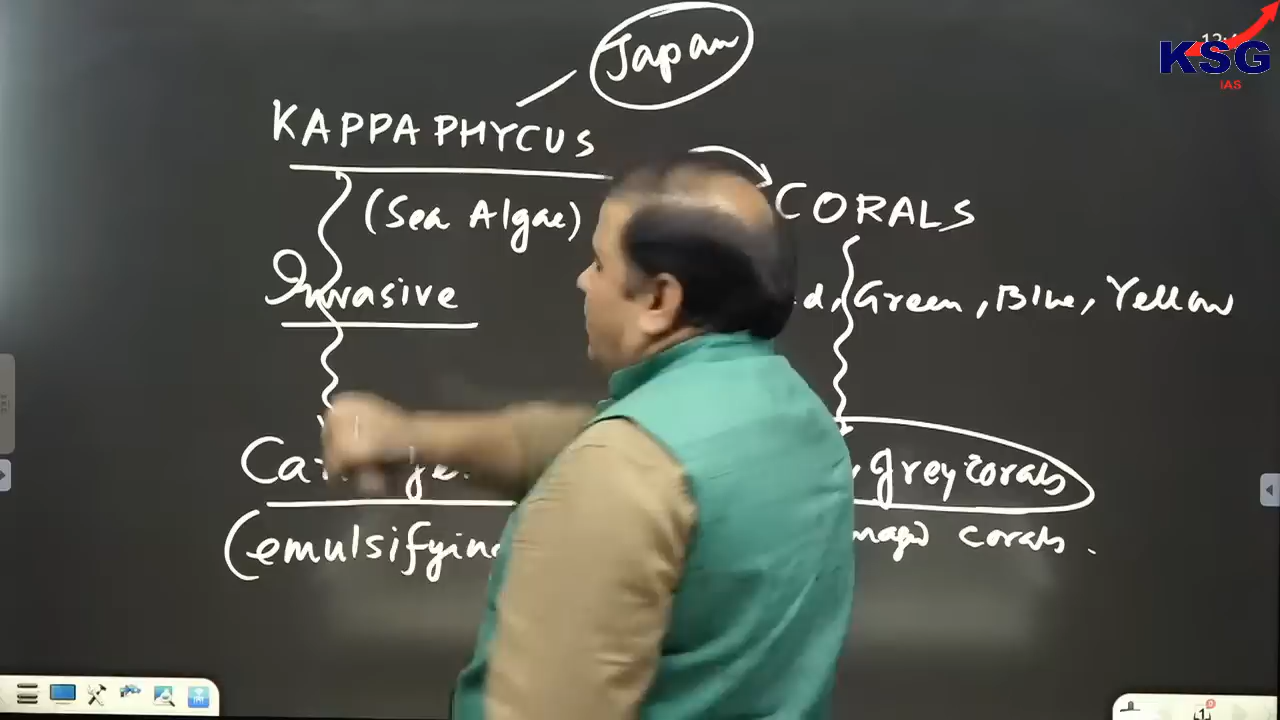 Japan
KSG
IAS
KAPPAPHYCUS
CORALS
(Sea Algae)
Invasive
Green, Blue, Yellow
grey corals
(emulsifying
corals.